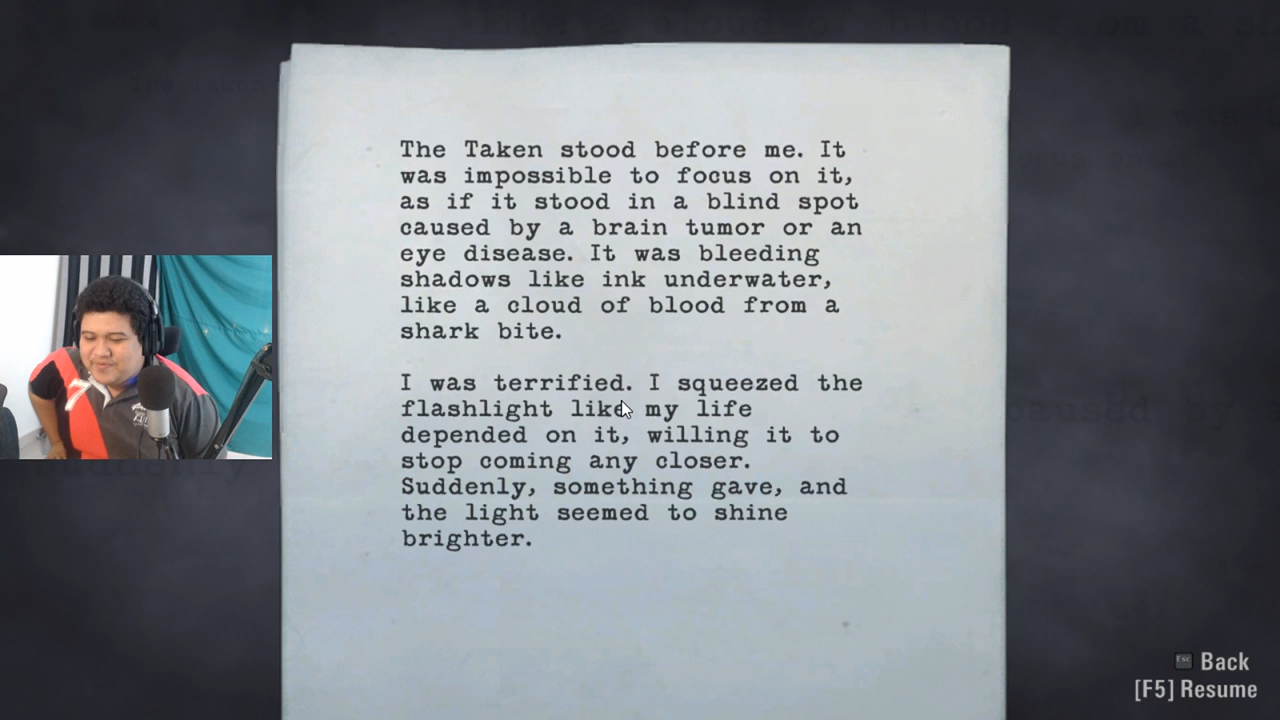 The Taken stood before me. It
was impossible to focus on it,
as if it stood in a blind spot
caused by a brain tumor or an
eye disease. It was bleeding
shadows like ink underwater,
like a cloud of blood from a
shark bite.
I was terrified. I squeezed the
flashlight like my life
depended on it, willing it to
stop coming any closer.
Suddenly, something gave, and
the light seemed to shine
brighter.
Esc Back
[F5] Resume